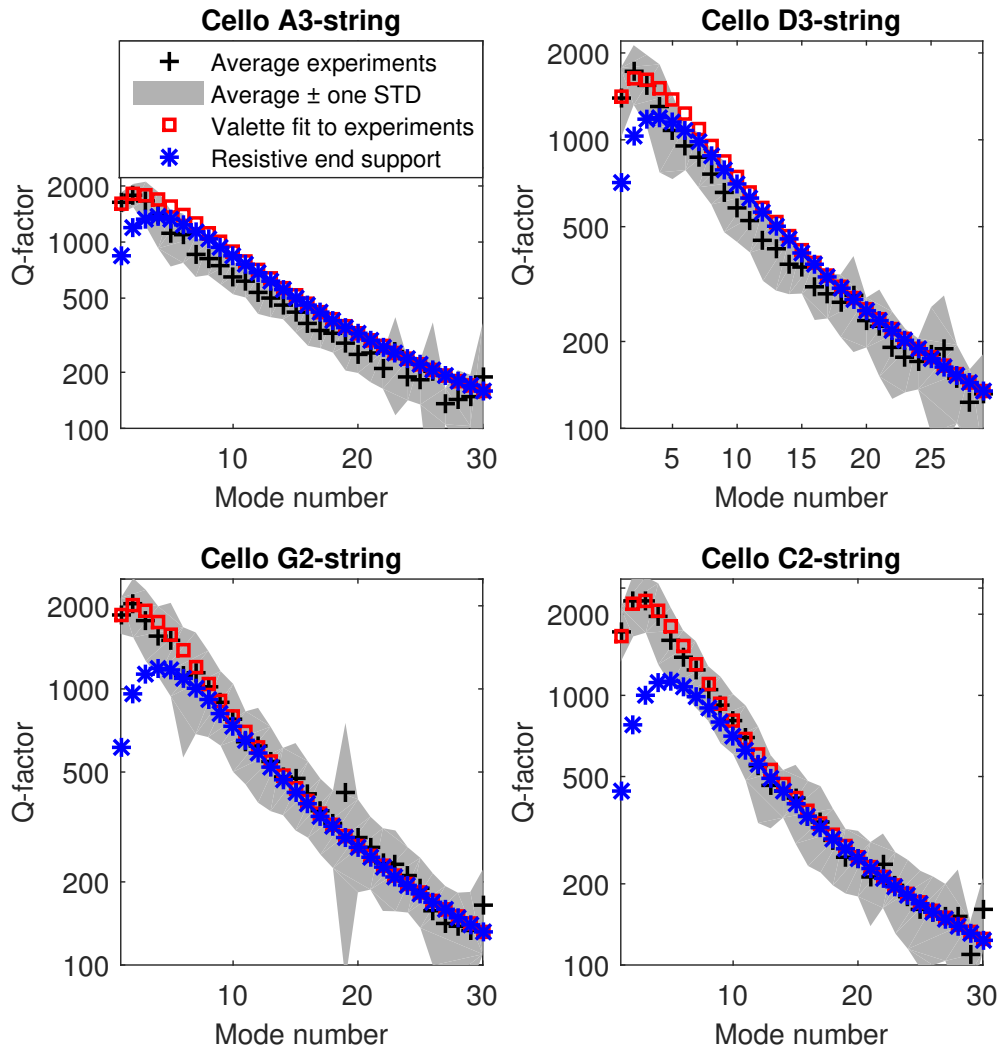 Cello A3-string
Average experiments
Average ± one STD
Valette fit to experiments
Resistive end support
Q-factor
2000
1000
500
200
100
10
20
30
Mode number
Cello D3-string
Q-factor
2000
1000
500
200
100
5
10
15
20
25
Mode number
Cello G2-string
Q-factor
2000
1000
500
200
100
10
20
30
Mode number
Cello C2-string
Q-factor
2000
1000
500
200
100
10
20
30
Mode number